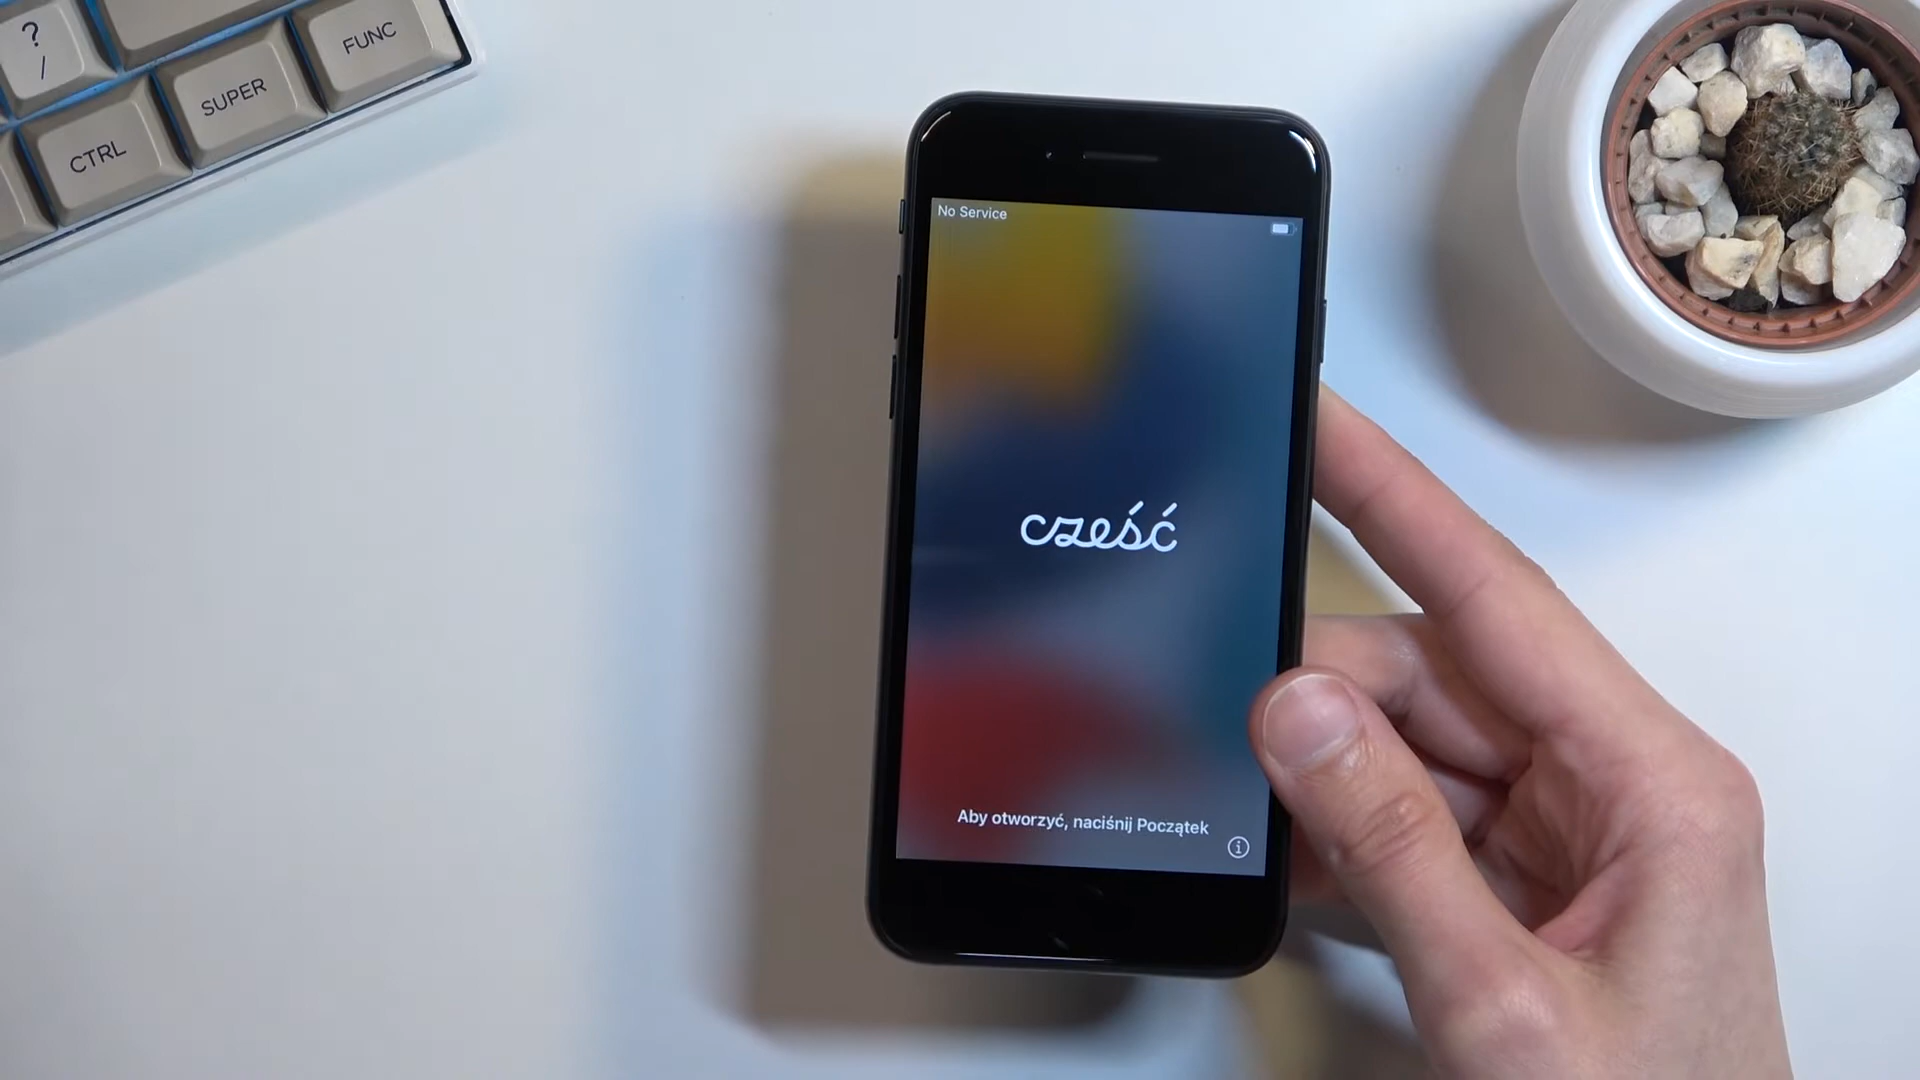 ?
/
FUNC
SUPER
CTRL
No Service
cześć
Aby otworzyć, naciśnij Początek